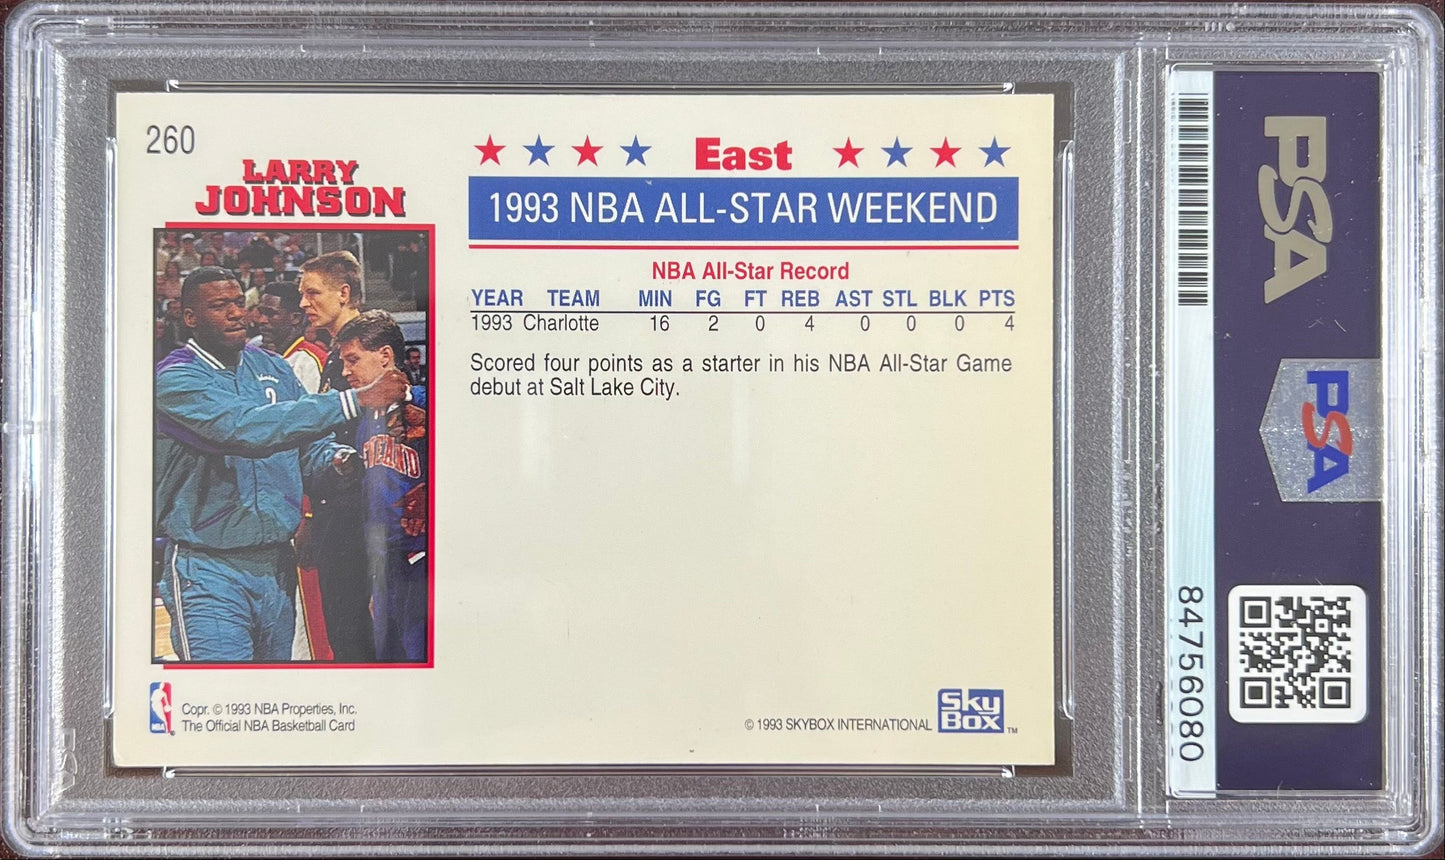 260
LARRY
JOHNSON
East
1993 NBA ALL-STAR WEEKEND
NBA All-Star Record
YEAR TEAM MIN FG FT REB AST STL BLK PTS
1993 Charlotte 16 2 0 4 0 0 0 4
Scored four points as a starter in his NBA All-Star Game
debut at Salt Lake City.
NBA
Copr. © 1993 NBA Properties, Inc.
The Official NBA Basketball Card
© 1993 SKYBOX INTERNATIONAL
Sky
Box
TM
PSA
PSA
84756080